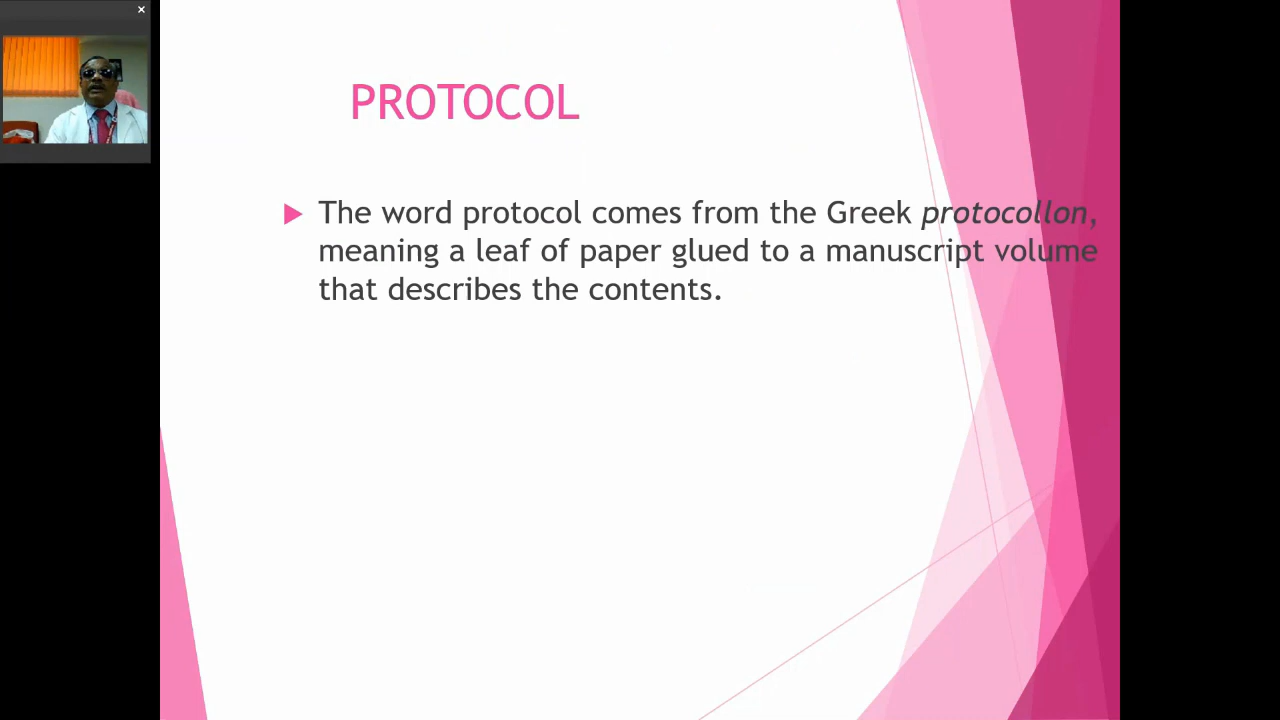 PROTOCOL
The word protocol comes from the Greek protocollon,
meaning a leaf of paper glued to a manuscript volume
that describes the contents.